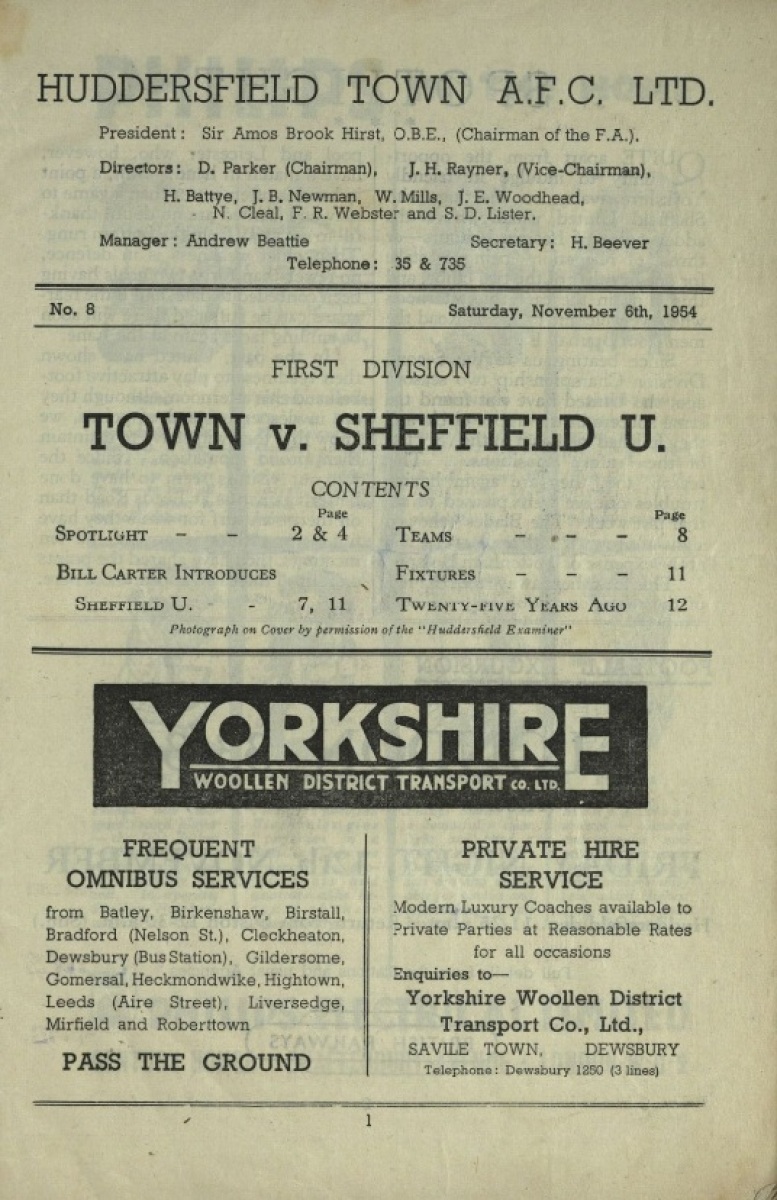 HUDDERSFIELD TOWN A.F.C. LTD.
President : Sir Amos Brook Hirst, O.B.E., (Chairman of the F.A.).
Directors: D. Parker (Chairman), J. H. Rayner, (Vice-Chairman),
H. Battye, J. B. Newman, W. Mills, J. E. Woodhead,
N. Cleal, F. R. Webster and S. D. Lister.
Manager : Andrew Beattie Secretary : H. Beever
Telephone : 35 & 735
No. 8 Saturday, November 6th, 1954
FIRST DIVISION
TOWN v. SHEFFIELD U.
CONTENTS
Page Page
SPOTLIGHT – – 2 & 4 TEAMS – – – 8
BILL CARTER INTRODUCES FIXTURES – – – 11
SHEFFIELD U. - - 7, 11 TWENTY-FIVE YEARS AGO 12
Photograph on Cover by permission of the "Huddersfield Examiner"
YORKSHIRE
WOOLLEN DISTRICT TRANSPORT CO. LTD.
FREQUENT
OMNIBUS SERVICES
from Batley, Birkenshaw, Birstall,
Bradford (Nelson St.), Cleckheaton,
Dewsbury (Bus Station), Gildersome,
Gomersal, Heckmondwike, Hightown,
Leeds (Aire Street), Liversedge,
Mirfield and Roberttown
PASS THE GROUND
PRIVATE HIRE
SERVICE
Modern Luxury Coaches available to
Private Parties at Reasonable Rates
for all occasions
Enquiries to—
Yorkshire Woollen District
Transport Co., Ltd.,
SAVILE TOWN, DEWSBURY
Telephone : Dewsbury 1250 (3 lines)
1